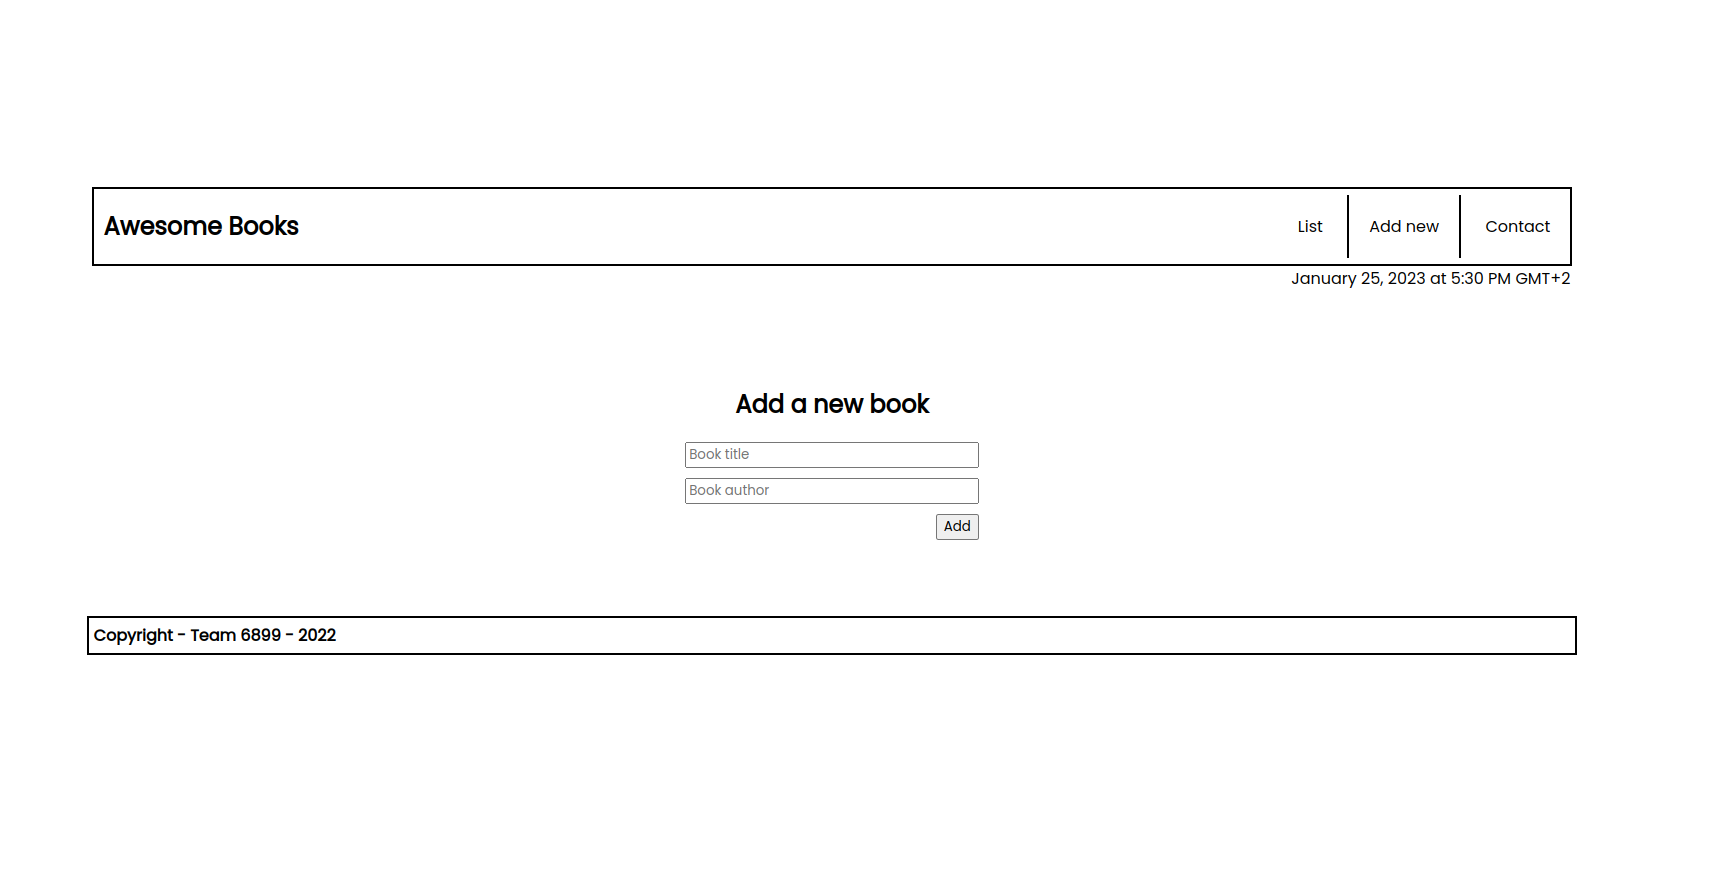 Awesome Books
List Add new Contact
January 25, 2023 at 5:30 PM GMT+2
Add a new book
Book title
Book author
Add
Copyright - Team 6899 - 2022